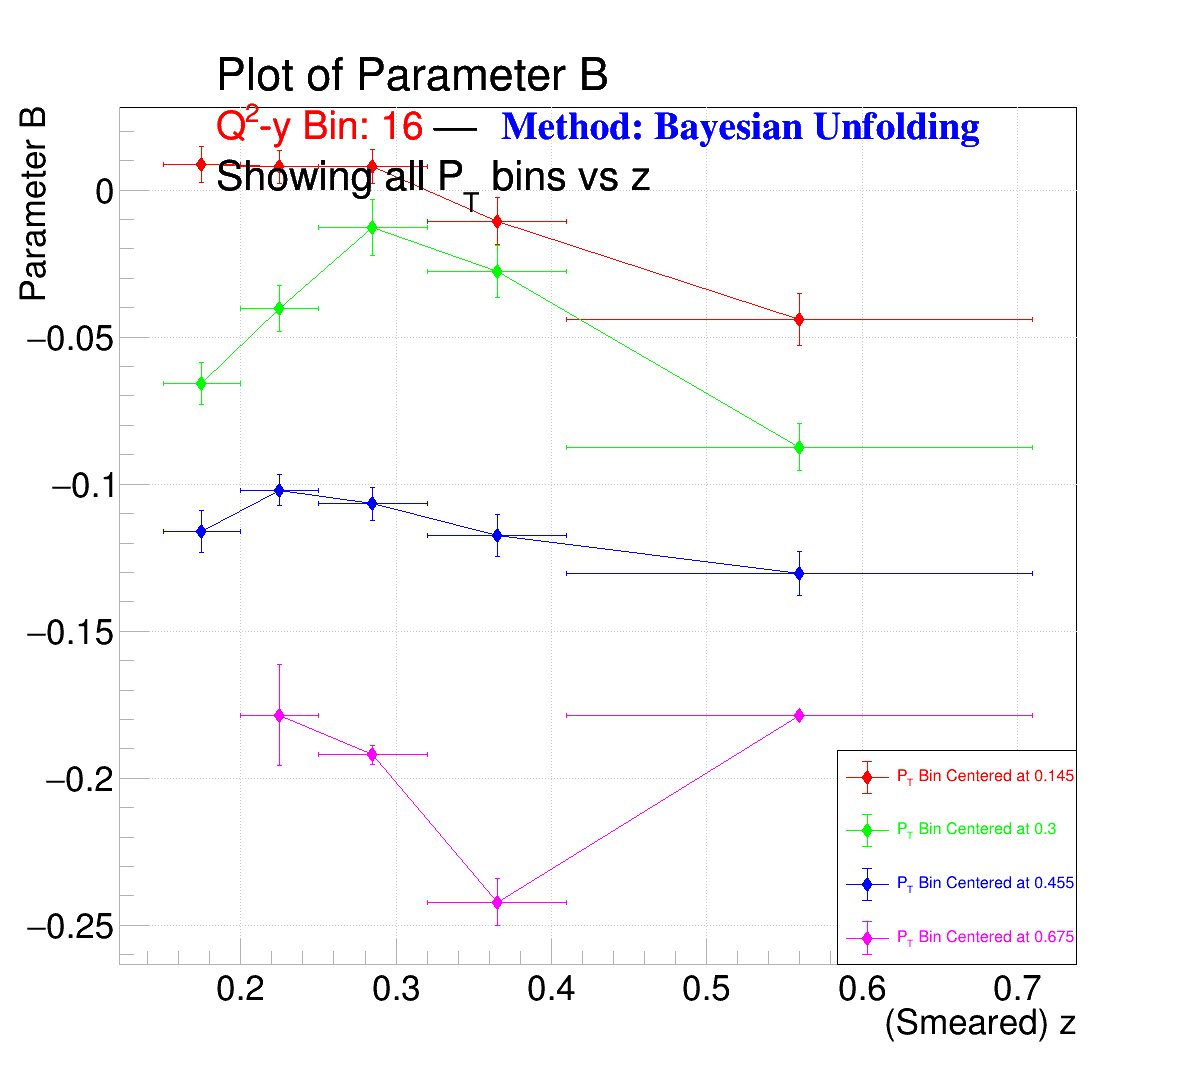 Plot of Parameter B
Q2-y Bin: 16 — Method: Bayesian Unfolding
Showing all PT bins vs z
Parameter B
0
−0.05
−0.1
−0.15
−0.2
−0.25
PT Bin Centered at 0.145
PT Bin Centered at 0.3
PT Bin Centered at 0.455
PT Bin Centered at 0.675
0.2 0.3 0.4 0.5 0.6 0.7
(Smeared) z